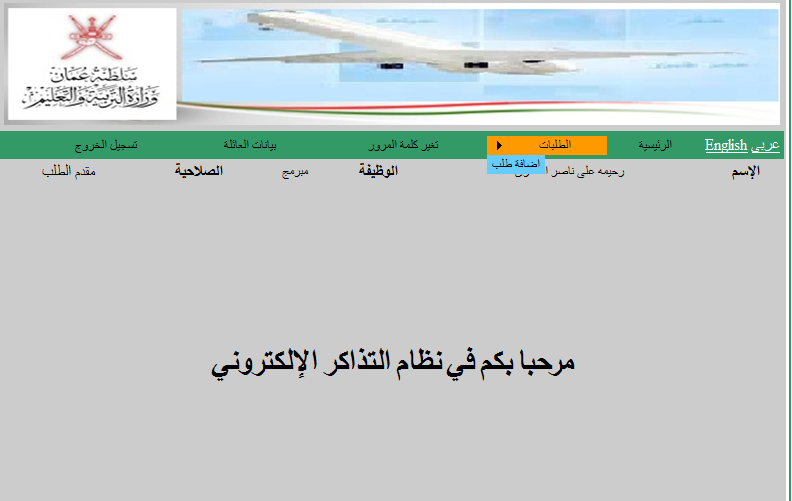 سلطنة عمان
وزارة التربية والتعليم
عربي English الرئيسية الطلبات تغير كلمة المرور بيانات العائلة تسجيل الخروج
اضافة طلب
الإسم رحيمه على ناصر الوظيفة مبرمج الصلاحية مقدم الطلب
مرحبا بكم في نظام التذاكر الإلكتروني